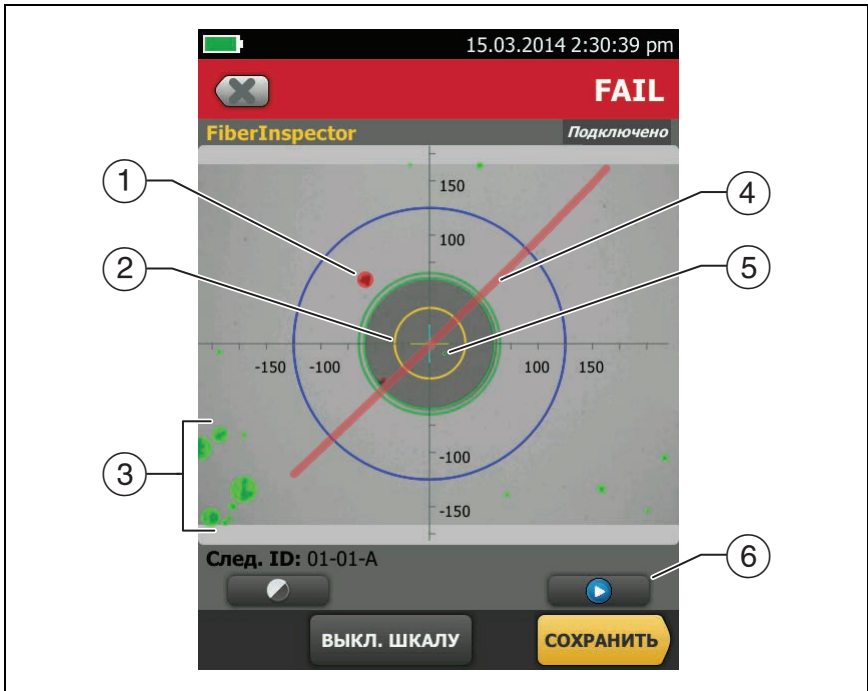 15.03.2014 2:30:39 pm
FAIL
FiberInspector Подключено
1
150
4
100
2
5
-150 -100 100 150
3
-100
-150
6
След. ID: 01-01-A
ВЫКЛ. ШКАЛУ СОХРАНИТЬ